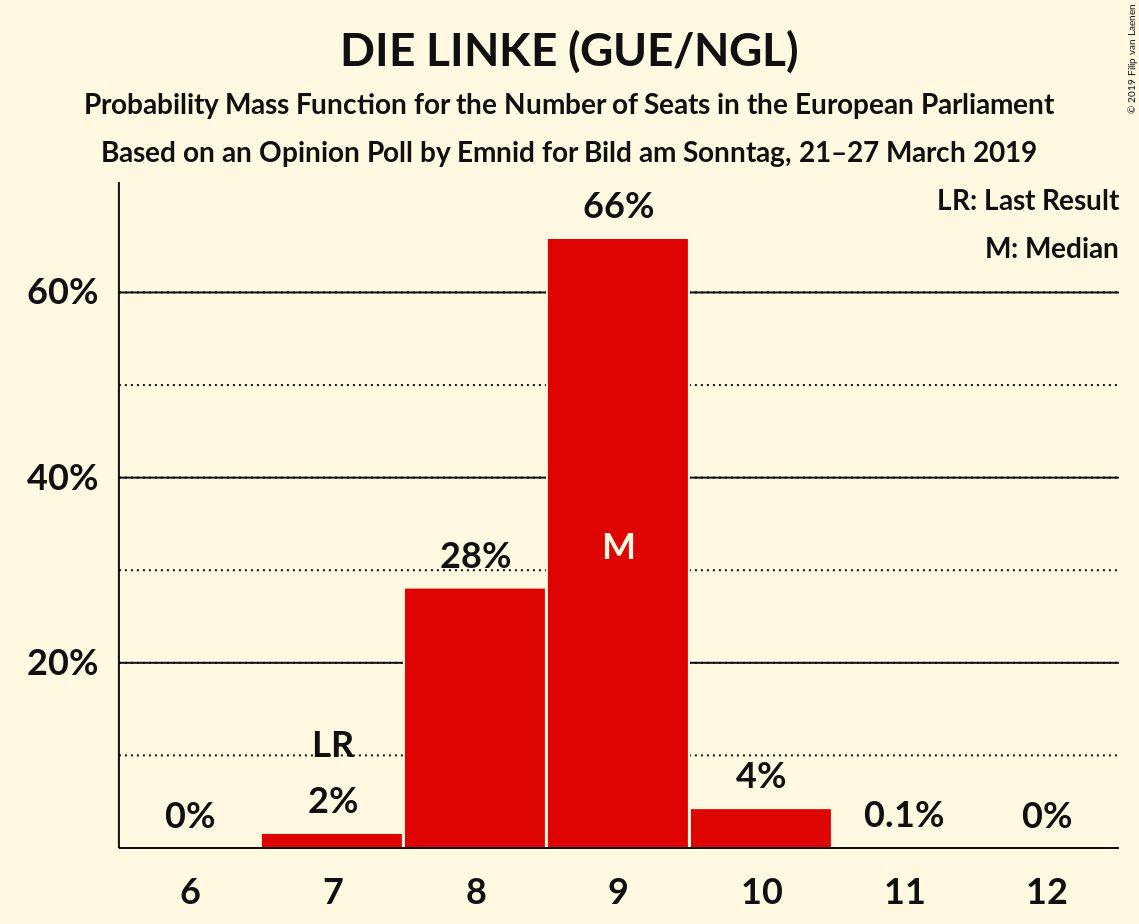 DIE LINKE (GUE/NGL)
Probability Mass Function for the Number of Seats in the European Parliament
Based on an Opinion Poll by Emnid for Bild am Sonntag, 21–27 March 2019
© 2019 Filip van Laenen
LR: Last Result
M: Median
66%
60%
M
40%
28%
20%
LR
4%
2%
0%
0.1%
0%
6 7 8 9 10 11 12